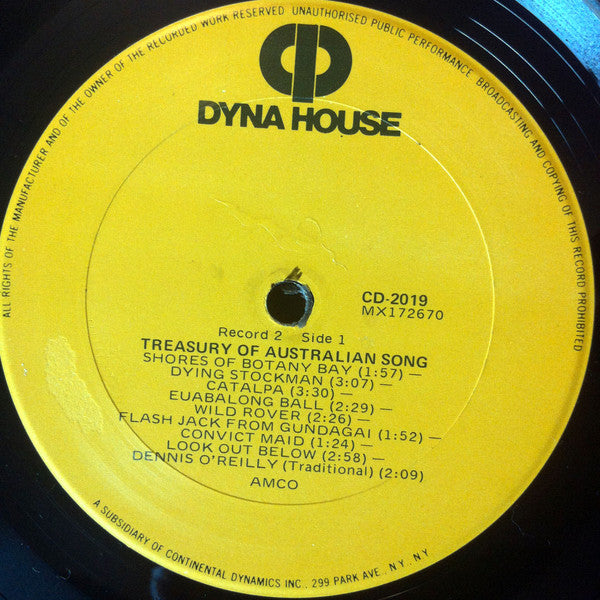 ALL RIGHTS OF THE MANUFACTURER AND OF THE OWNER OF THE RECORDED WORK RESERVED UNAUTHORISED PUBLIC PERFORMANCE, BROADCASTING AND COPYING OF THIS RECORD PROHIBITED
DYNA HOUSE
CD-2019
MX172670
Record 2 Side 1
TREASURY OF AUSTRALIAN SONG
SHORES OF BOTANY BAY (1:57) —
DYING STOCKMAN (3:07) —
CATALPA (3:30) —
EUABALONG BALL (2:29) —
WILD ROVER (2:26) —
FLASH JACK FROM GUNDAGAI (1:52) —
CONVICT MAID (1:24) —
LOOK OUT BELOW (2:58) —
DENNIS O'REILLY (Traditional) (2:09)
AMCO
A SUBSIDIARY OF CONTINENTAL DYNAMICS INC., 299 PARK AVE., N.Y., N.Y.